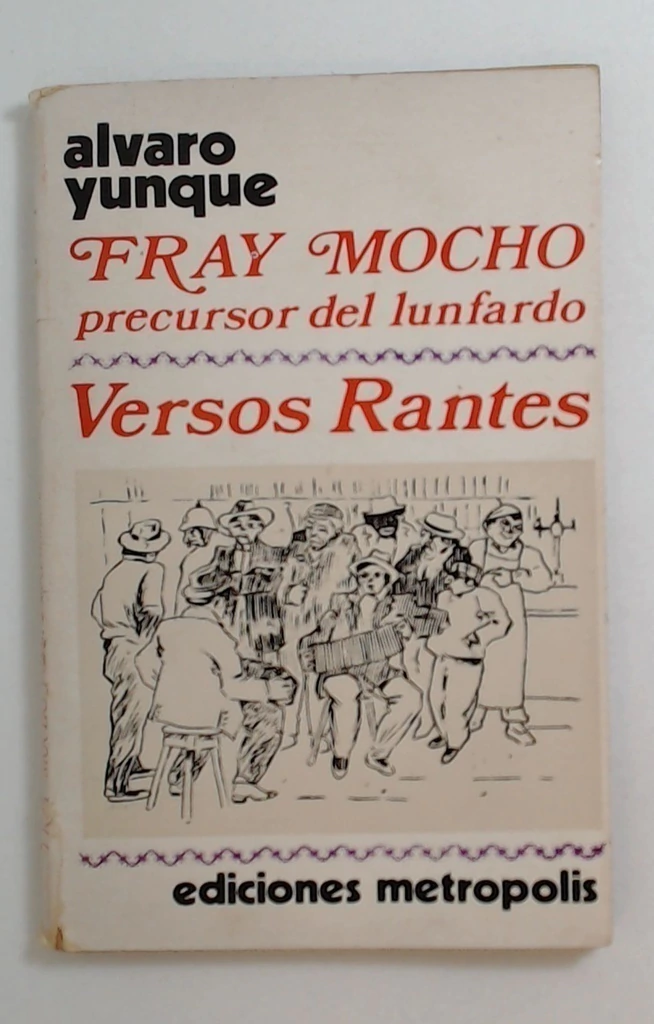 alvaro
yunque
FRAY MOCHO
precursor del lunfardo
Versos Rantes
ediciones metropolis